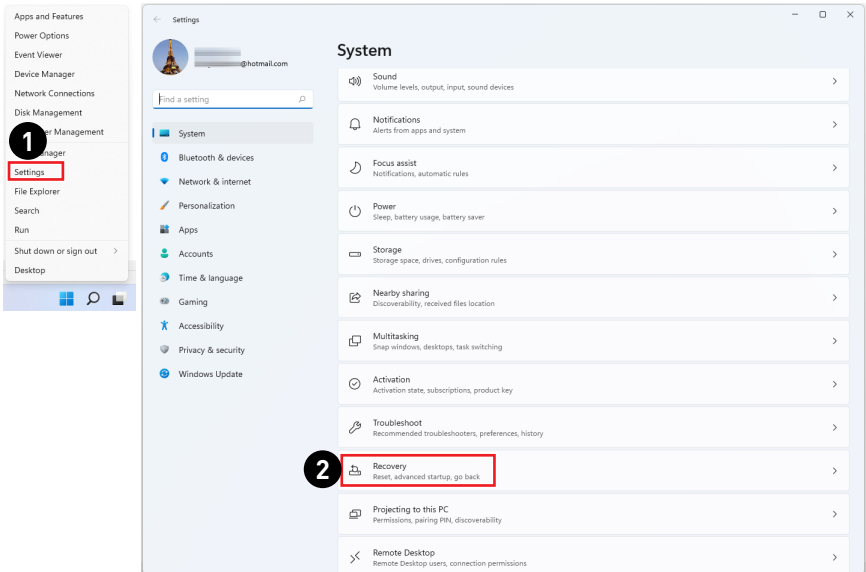 Apps and Features
Power Options
Event Viewer
Device Manager
Network Connections
Disk Management
er Management
1
anager
Settings
File Explorer
Search
Run
Shut down or sign out
Desktop
Settings
@hotmail.com
Find a setting
System
Bluetooth & devices
Network & internet
Personalization
Apps
Accounts
Time & language
Gaming
Accessibility
Privacy & security
Windows Update
System
Sound
Volume levels, output, input, sound devices
Notifications
Alerts from apps and system
Focus assist
Notifications, automatic rules
Power
Sleep, battery usage, battery saver
Storage
Storage space, drives, configuration rules
Nearby sharing
Discoverability, received files location
Multitasking
Snap windows, desktops, task switching
Activation
Activation state, subscriptions, product key
Troubleshoot
Recommended troubleshooters, preferences, history
2
Recovery
Reset, advanced startup, go back
Projecting to this PC
Permissions, pairing PIN, discoverability
Remote Desktop
Remote Desktop users, connection permissions